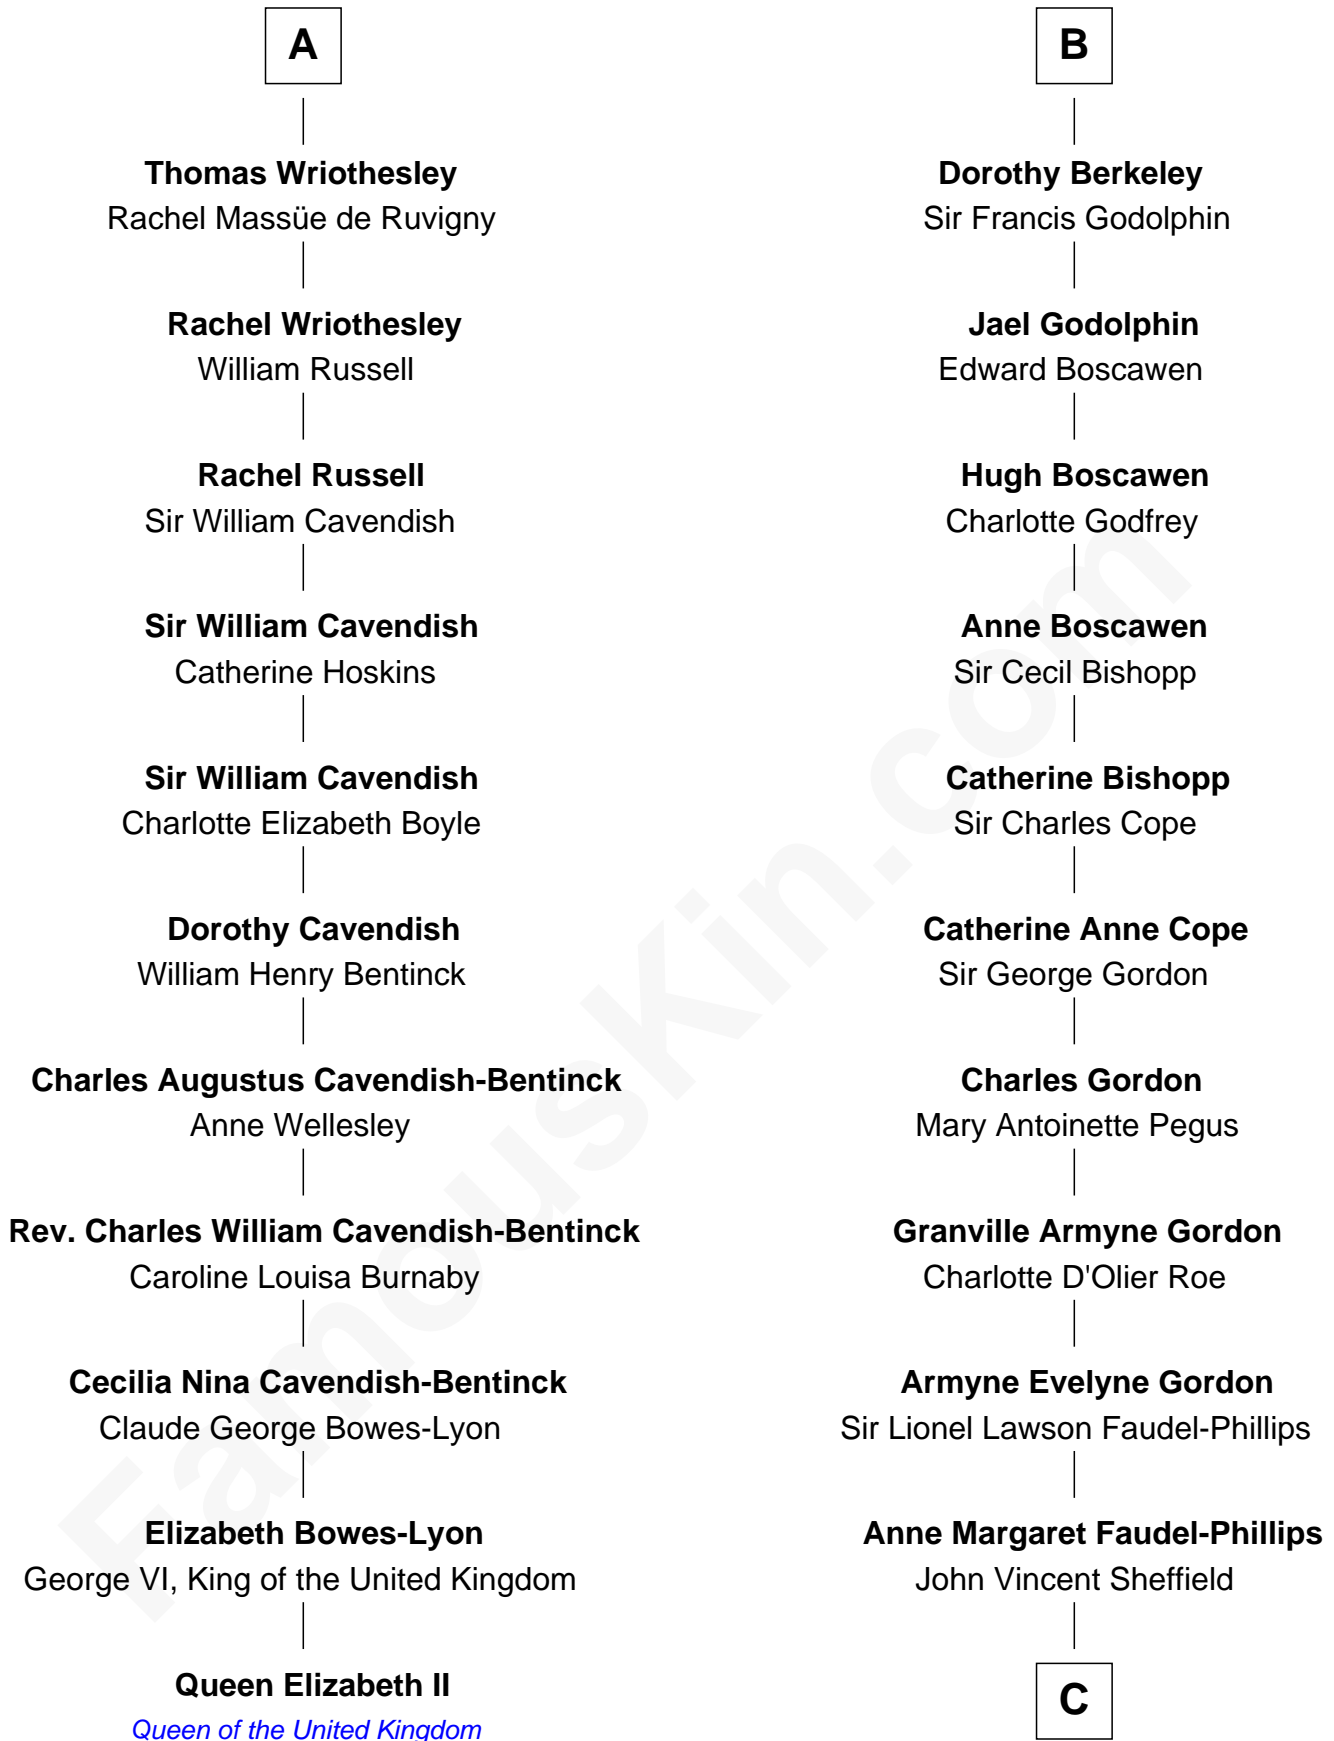 A
Thomas Wriothesley
Rachel Massüe de Ruvigny
Rachel Wriothesley
William Russell
Rachel Russell
Sir William Cavendish
Sir William Cavendish
Catherine Hoskins
Sir William Cavendish
Charlotte Elizabeth Boyle
Dorothy Cavendish
William Henry Bentinck
Charles Augustus Cavendish-Bentinck
Anne Wellesley
Rev. Charles William Cavendish-Bentinck
Caroline Louisa Burnaby
Cecilia Nina Cavendish-Bentinck
Claude George Bowes-Lyon
Elizabeth Bowes-Lyon
George VI, King of the United Kingdom
Queen Elizabeth II
Queen of the United Kingdom
B
Dorothy Berkeley
Sir Francis Godolphin
Jael Godolphin
Edward Boscawen
Hugh Boscawen
Charlotte Godfrey
Anne Boscawen
Sir Cecil Bishopp
Catherine Bishopp
Sir Charles Cope
Catherine Anne Cope
Sir George Gordon
Charles Gordon
Mary Antoinette Pegus
Granville Armyne Gordon
Charlotte D'Olier Roe
Armyne Evelyne Gordon
Sir Lionel Lawson Faudel-Phillips
Anne Margaret Faudel-Phillips
John Vincent Sheffield
C
FamousKin.com